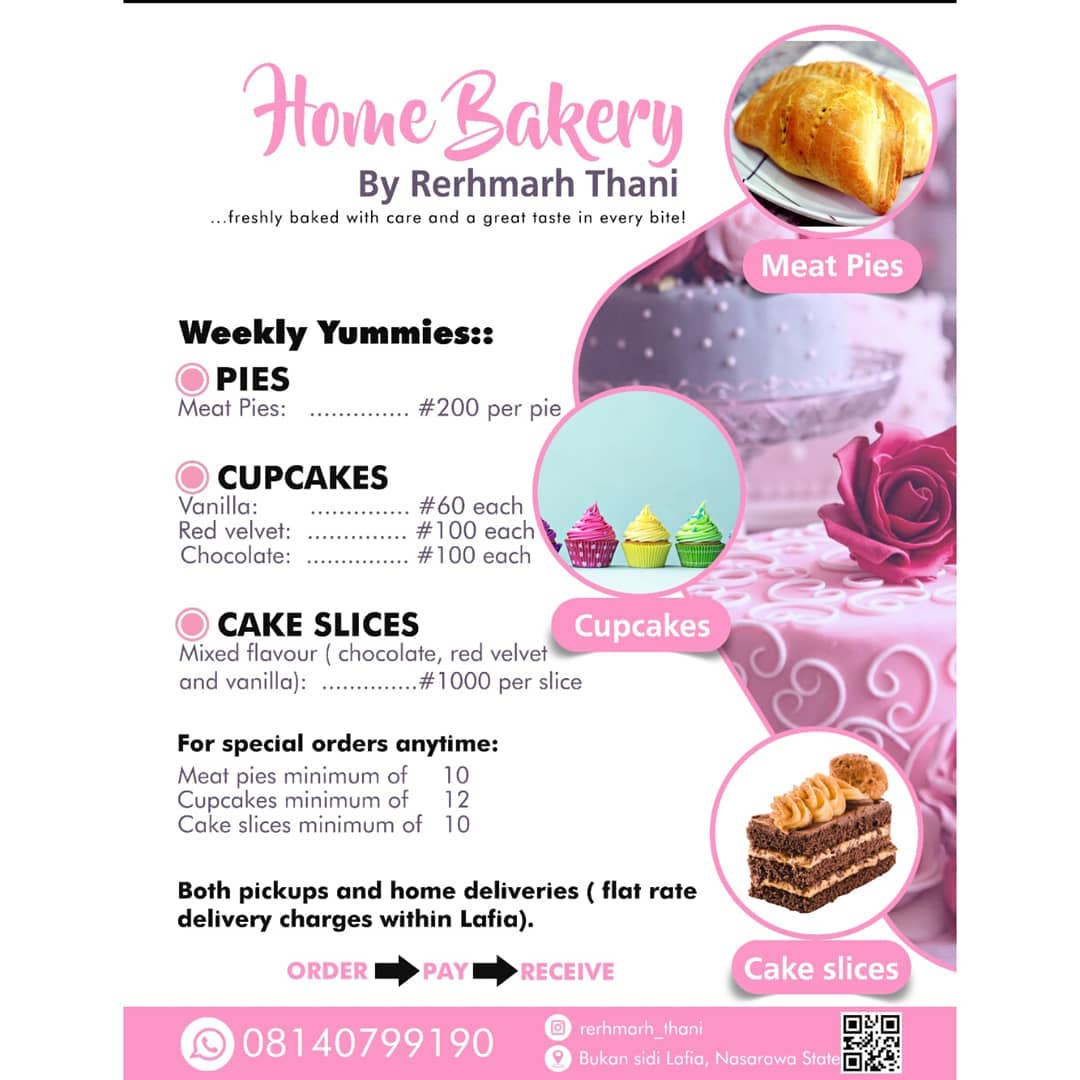 Home Bakery
By Rerhmarh Thani
...freshly baked with care and a great taste in every bite!
Meat Pies
Weekly Yummies::
PIES
Meat Pies: .............. #200 per pie
CUPCAKES
Vanilla: .............. #60 each
Red velvet: .............. #100 each
Chocolate: .............. #100 each
Cupcakes
CAKE SLICES
Mixed flavour ( chocolate, red velvet
and vanilla): ..............#1000 per slice
For special orders anytime:
Meat pies minimum of 10
Cupcakes minimum of 12
Cake slices minimum of 10
Both pickups and home deliveries ( flat rate
delivery charges within Lafia).
ORDER PAY RECEIVE
Cake slices
08140799190
rerhmarh_thani
Bukan sidi Lafia, Nasarawa State